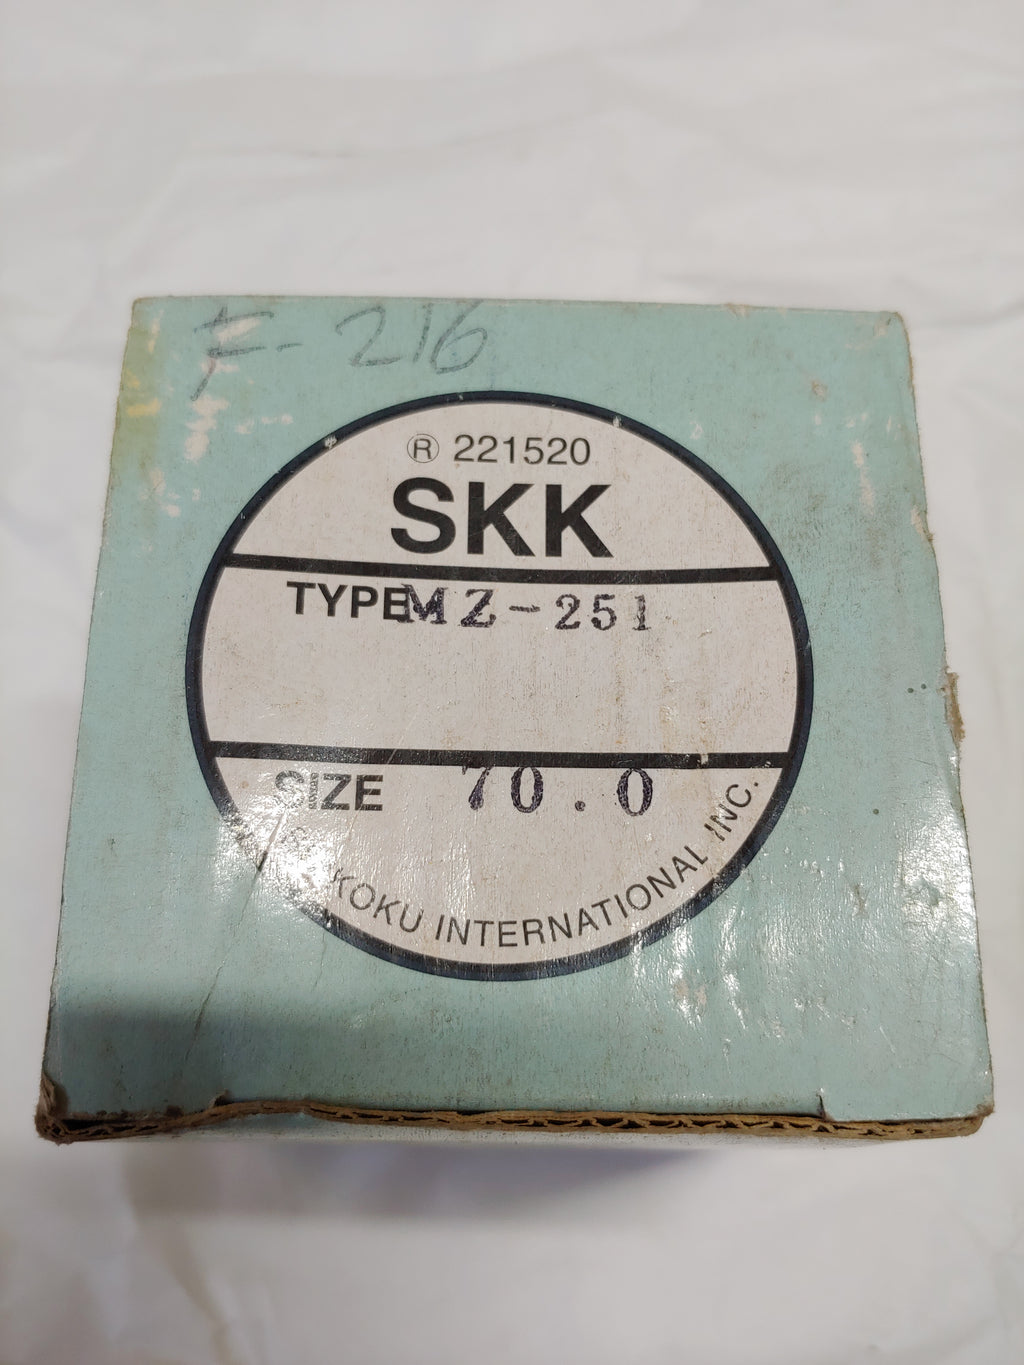 F-216
® 221520
SKK
TYPE MZ-251
SIZE 70.0
KOKU INTERNATIONAL INC.